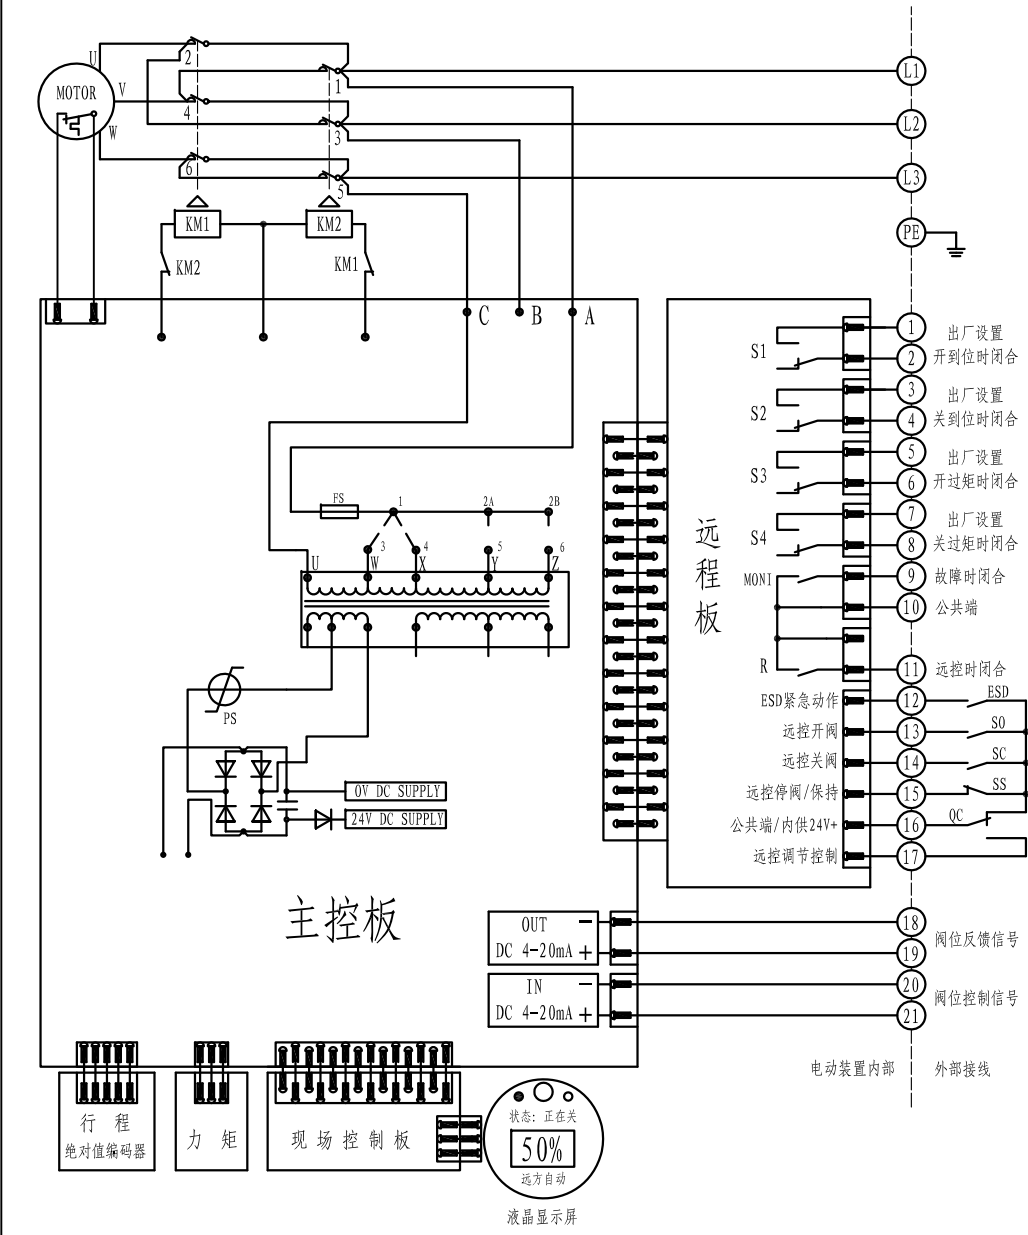 U
2
L1
MOTOR
V
1
4
L2
W
3
6
L3
5
KM1
KM2
PE
KM2
KM1
C
B
A
1
出厂设置
S1
2
开到位时闭合
3
出厂设置
S2
4
关到位时闭合
5
出厂设置
S3
6
开过矩时闭合
FS
1
2A
2B
7
出厂设置
S4
8
关过矩时闭合
3
4
5
6
U
W
X
Y
Z
远程板
MONI
9
故障时闭合
10
公共端
R
11
远控时闭合
PS
ESD紧急动作
12
ESD
远控开阀
13
SO
远控关阀
14
SC
0V DC SUPPLY
远控停阀/保持
15
SS
24V DC SUPPLY
公共端/内供24V+
16
QC
远控调节控制
17
主控板
OUT
−
18
DC 4-20mA
+
19
阀位反馈信号
IN
−
20
DC 4-20mA
+
21
阀位控制信号
电动装置内部
外部接线
行 程
绝对值编码器
力 矩
现场控制板
状态: 正在关
50%
远方自动
液晶显示屏